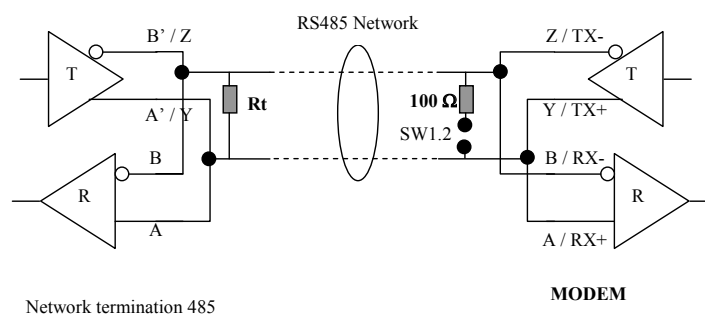 RS485 Network
B' / Z
Z / TX-
T
T
Rt
100 Ω
A' / Y
Y / TX+
SW1.2
B
B / RX-
R
R
A
A / RX+
MODEM
Network termination 485